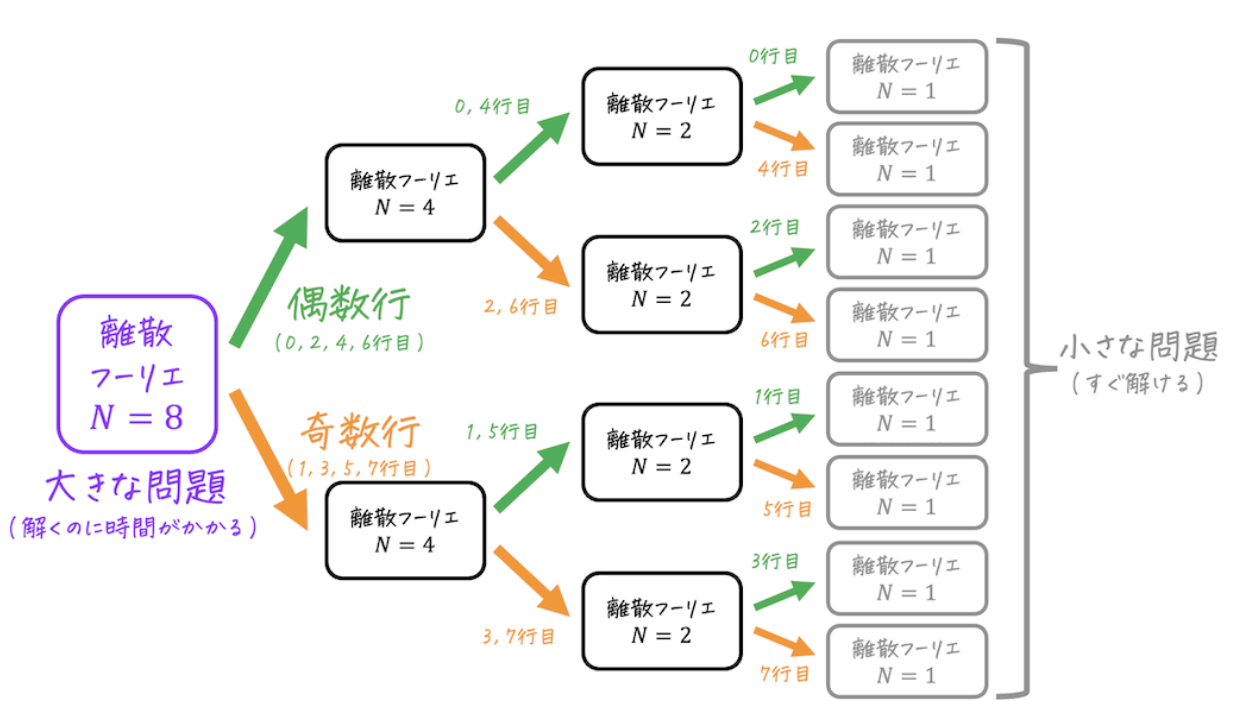 離散
フーリエ
N = 8
大きな問題
(解くのに時間がかかる)
偶数行
(0, 2, 4, 6行目)
奇数行
(1, 3, 5, 7行目)
離散フーリエ
N = 4
離散フーリエ
N = 4
0, 4行目
2, 6行目
1, 5行目
3, 7行目
離散フーリエ
N = 2
離散フーリエ
N = 2
離散フーリエ
N = 2
離散フーリエ
N = 2
0行目
4行目
2行目
6行目
1行目
5行目
3行目
7行目
離散フーリエ
N = 1
離散フーリエ
N = 1
離散フーリエ
N = 1
離散フーリエ
N = 1
離散フーリエ
N = 1
離散フーリエ
N = 1
離散フーリエ
N = 1
離散フーリエ
N = 1
小さな問題
(すぐ解ける)